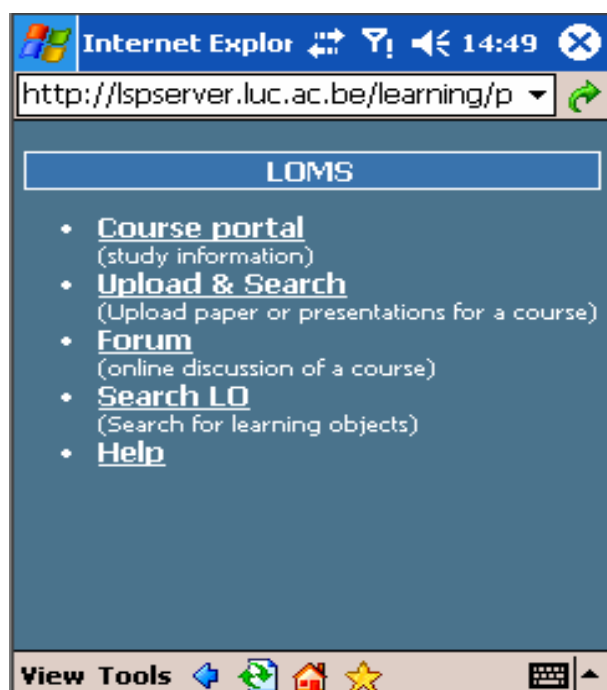 Internet Explor 14:49
http://lspserver.luc.ac.be/learning/p
LOMS
• Course portal
(study information)
• Upload & Search
(Upload paper or presentations for a course)
• Forum
(online discussion of a course)
• Search LO
(Search for learning objects)
• Help
View Tools